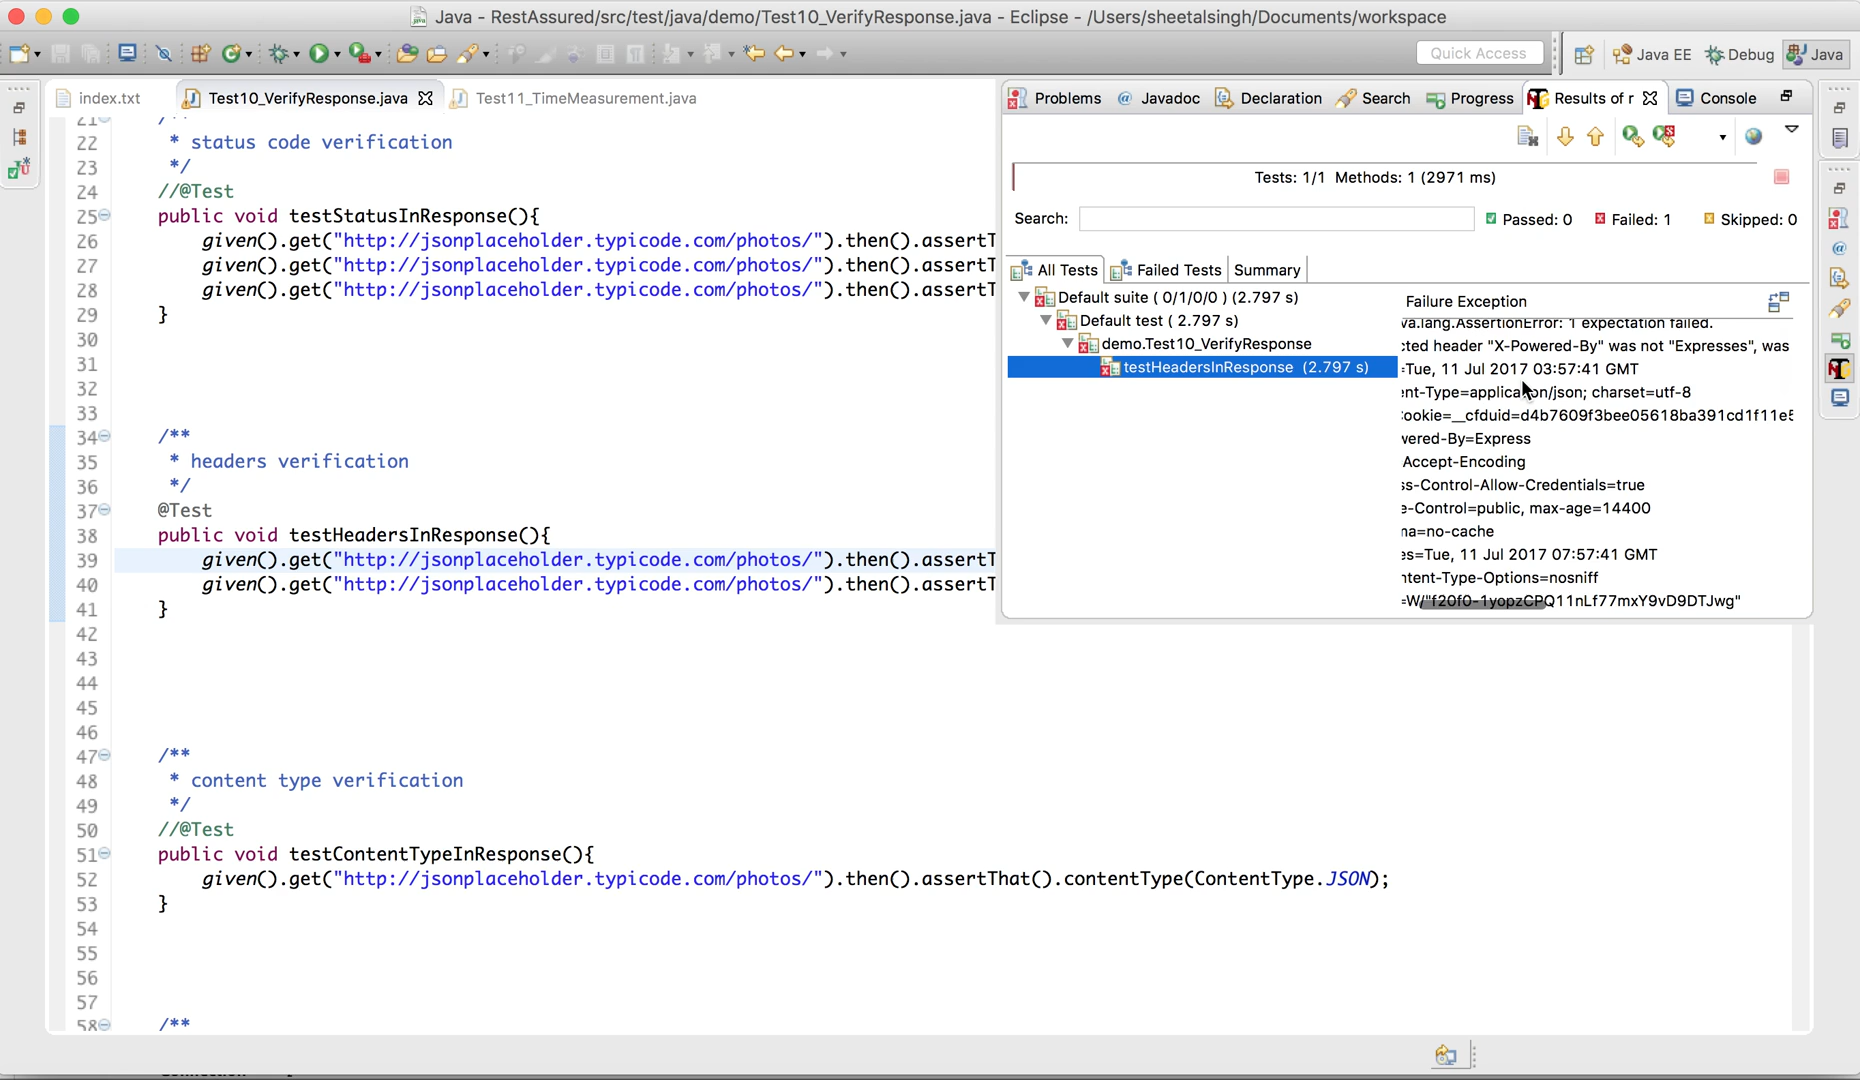 Java - RestAssured/src/test/java/demo/Test10_VerifyResponse.java - Eclipse - /Users/sheetalsingh/Documents/workspace
Quick Access
Java EE
Debug
Java
index.txt
Test10_VerifyResponse.java
Test11_TimeMeasurement.java
21
22 * status code verification
23 */
24 //@Test
25 public void testStatusInResponse(){
26 given().get("http://jsonplaceholder.typicode.com/photos/").then().assertT
27 given().get("http://jsonplaceholder.typicode.com/photos/").then().assertT
28 given().get("http://jsonplaceholder.typicode.com/photos/").then().assertT
29 }
30
31
32
33
34 /**
35 * headers verification
36 */
37 @Test
38 public void testHeadersInResponse(){
39 given().get("http://jsonplaceholder.typicode.com/photos/").then().assertT
40 given().get("http://jsonplaceholder.typicode.com/photos/").then().assertT
41 }
42
43
44
45
46
47 /**
48 * content type verification
49 */
50 //@Test
51 public void testContentTypeInResponse(){
52 given().get("http://jsonplaceholder.typicode.com/photos/").then().assertThat().contentType(ContentType.JSON);
53 }
54
55
56
57
58 /**
Problems @ Javadoc Declaration Search Progress Results of r Console
Tests: 1/1 Methods: 1 (2971 ms)
Search: Passed: 0 Failed: 1 Skipped: 0
All Tests Failed Tests Summary
Default suite ( 0/1/0/0 ) (2.797 s)
Default test ( 2.797 s)
demo.Test10_VerifyResponse
testHeadersInResponse (2.797 s)
Failure Exception
va.lang.AssertionError: 1 expectation failed.
cted header "X-Powered-By" was not "Expresses", was
=Tue, 11 Jul 2017 03:57:41 GMT
ent-Type=application/json; charset=utf-8
ookie=__cfduid=d4b7609f3bee05618ba391cd1f11e5
vered-By=Express
Accept-Encoding
ss-Control-Allow-Credentials=true
e-Control=public, max-age=14400
na=no-cache
es=Tue, 11 Jul 2017 07:57:41 GMT
ntent-Type-Options=nosniff
=W/"f20f0-1yopzCPQ11nLf77mxY9vD9DTJwg"